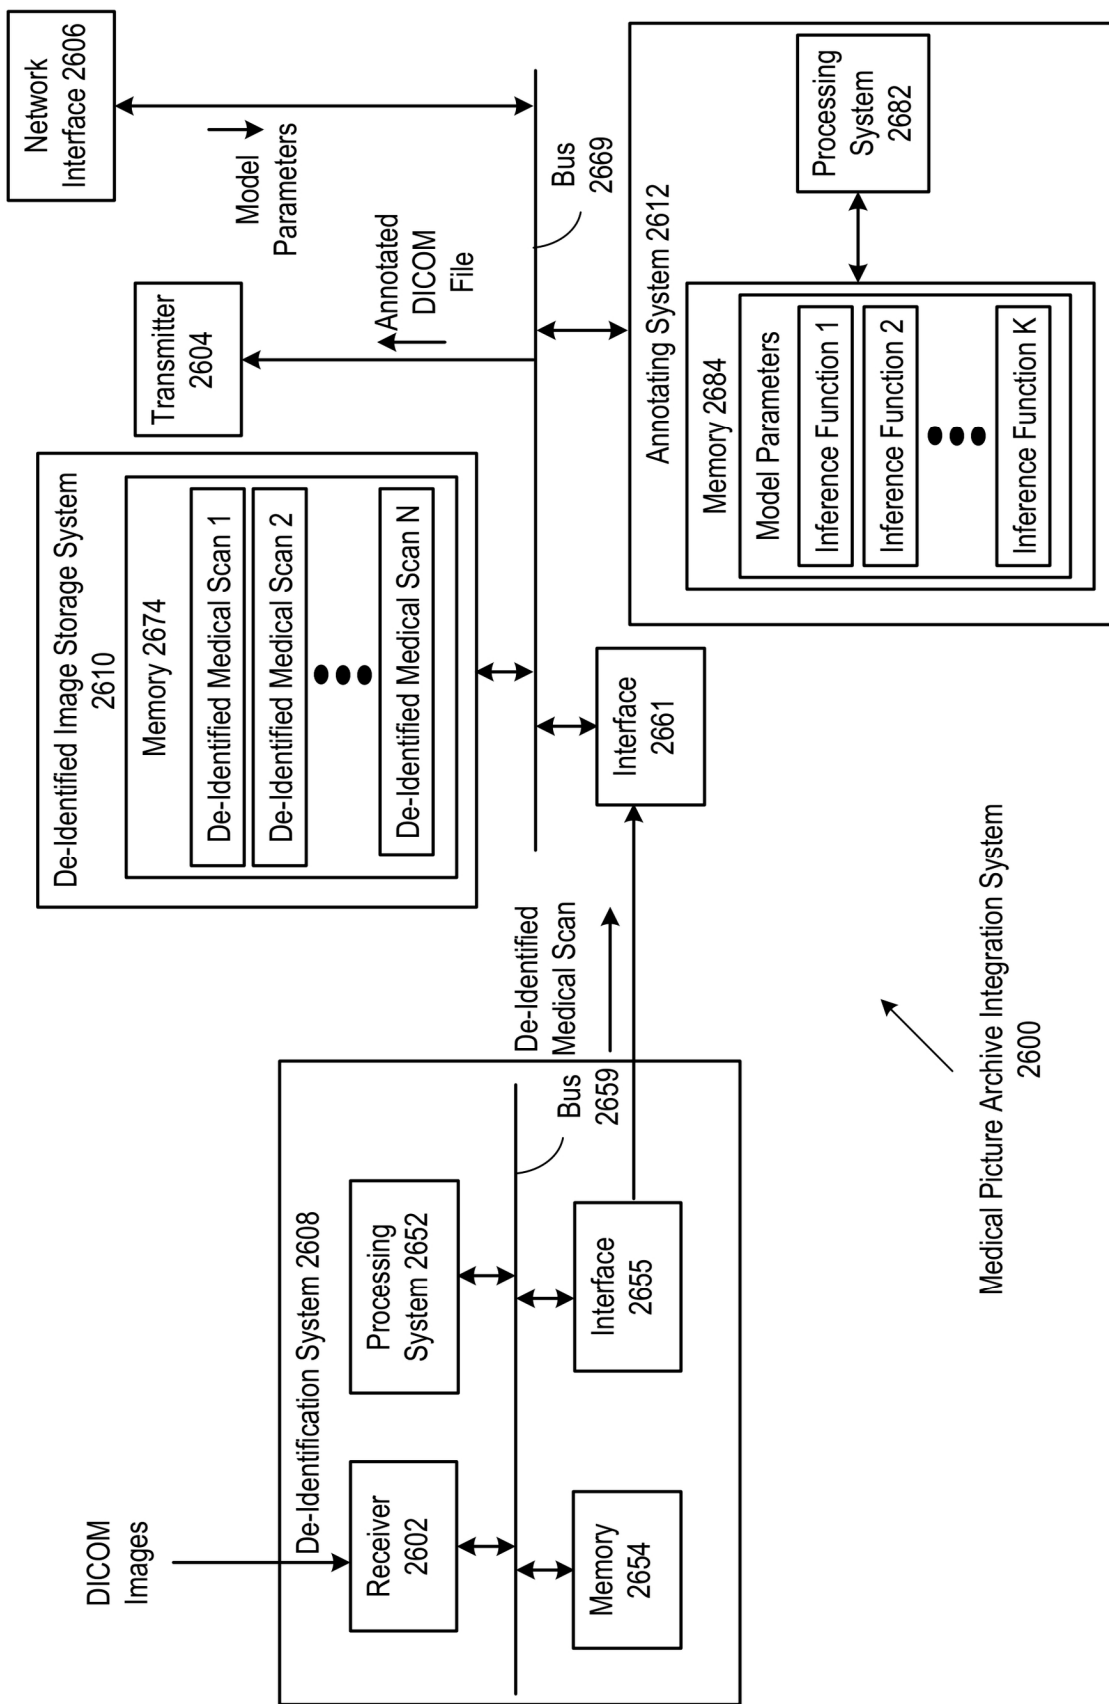 DICOM
Images
De-Identification System 2608
Receiver
2602
Processing
System 2652
Bus
2659
Memory
2654
Interface
2655
De-Identified
Medical Scan
De-Identified Image Storage System
2610
Memory 2674
De-Identified Medical Scan 1
De-Identified Medical Scan 2
De-Identified Medical Scan N
Transmitter
2604
Annotated
DICOM
File
Network
Interface 2606
Model
Parameters
Bus
2669
Interface
2661
Annotating System 2612
Memory 2684
Model Parameters
Inference Function 1
Inference Function 2
Inference Function K
Processing
System
2682
Medical Picture Archive Integration System
2600